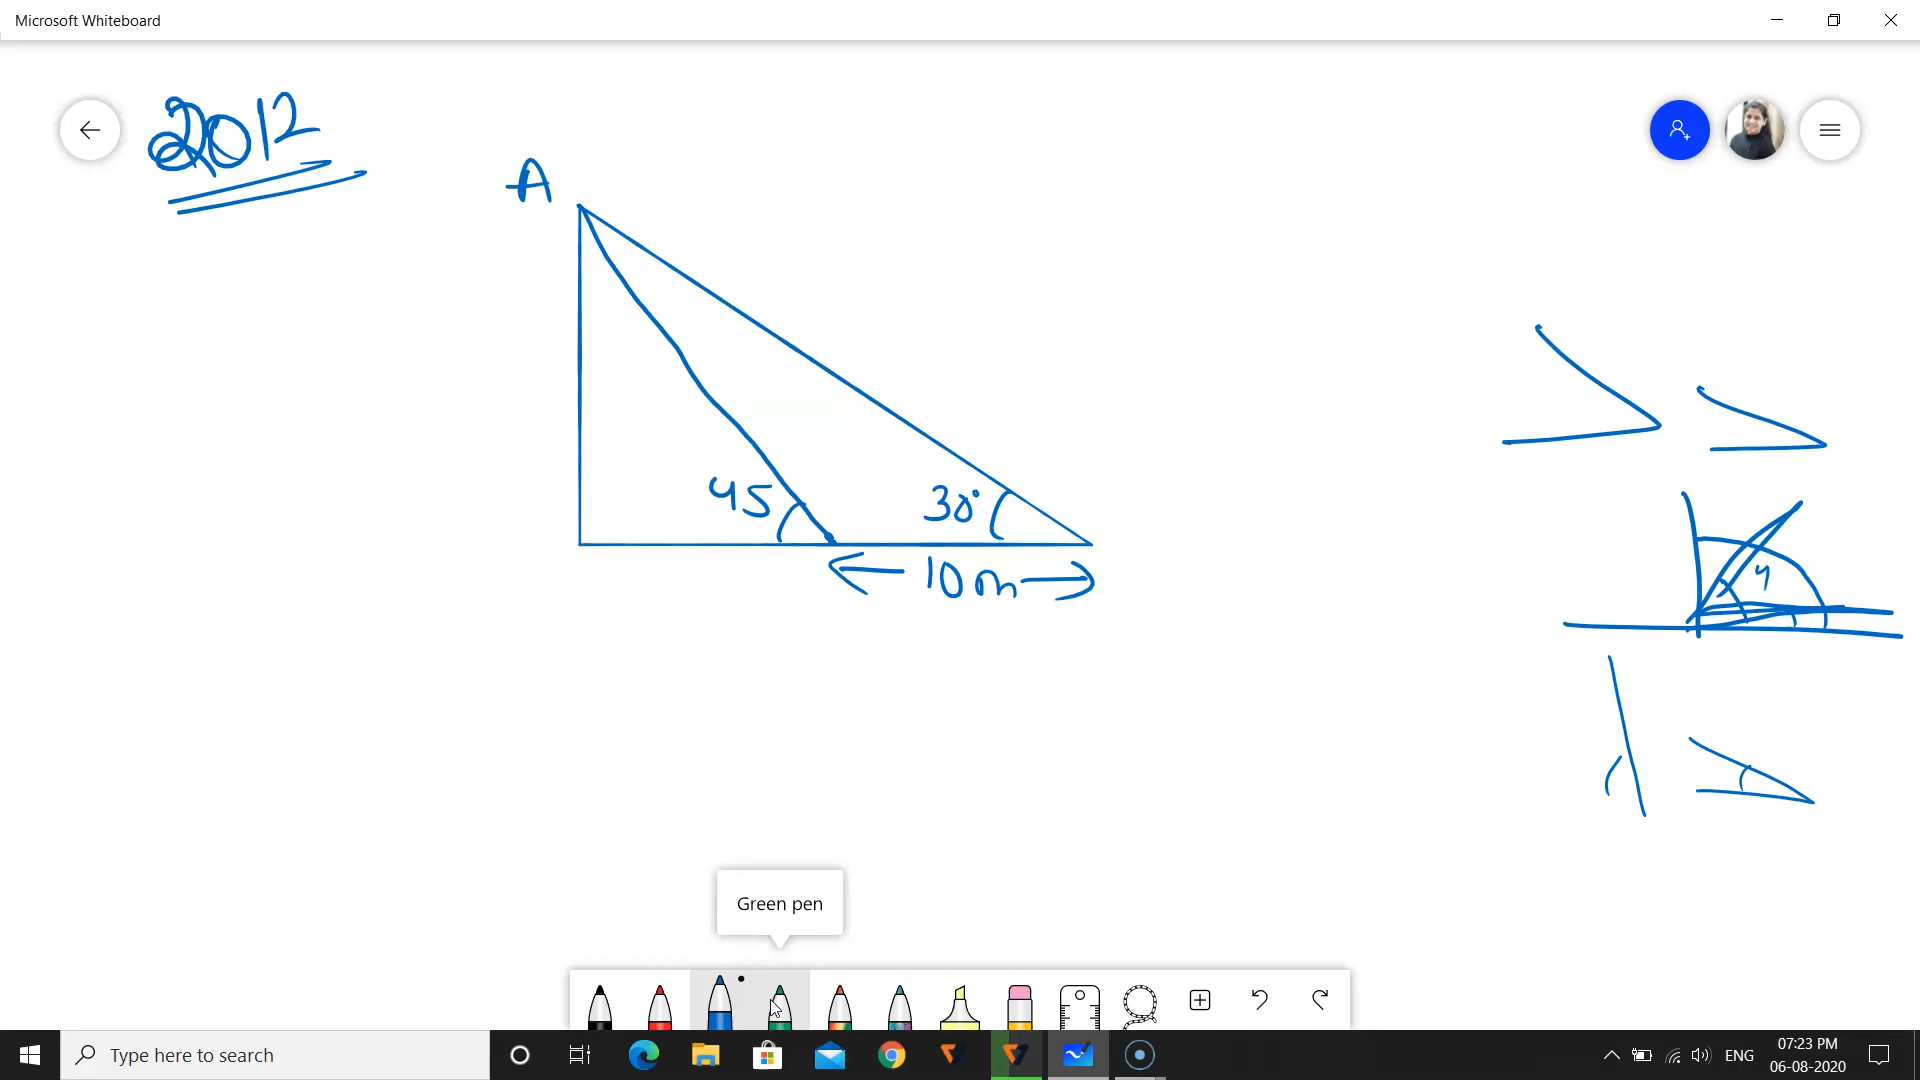 Microsoft Whiteboard
2012
A
45
30°
10m
4
Green pen
Type here to search
ENG
07:23 PM
06-08-2020